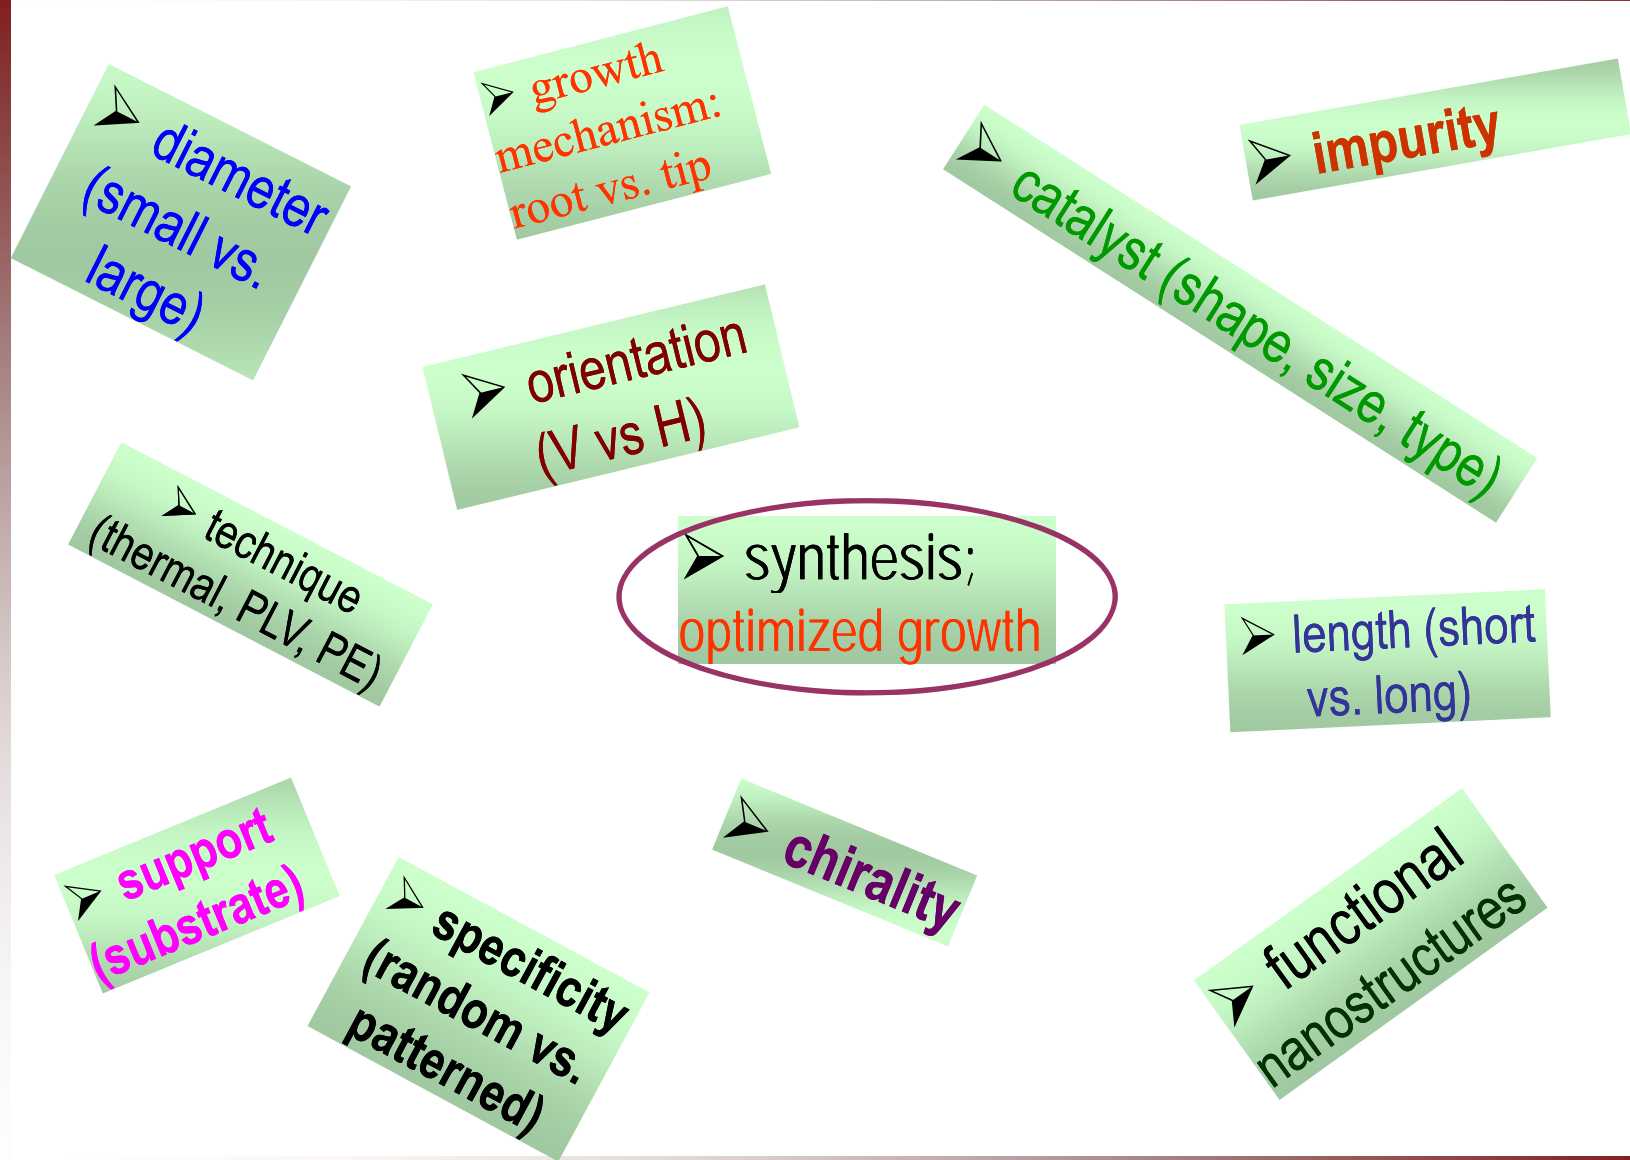 growth
mechanism:
root vs. tip
impurity
diameter
(small vs.
large)
catalyst (shape, size, type)
orientation
(V vs H)
technique
(thermal, PLV, PE)
synthesis;
optimized growth
length (short
vs. long)
support
(substrate)
chirality
specificity
(random vs.
patterned)
functional
nanostructures